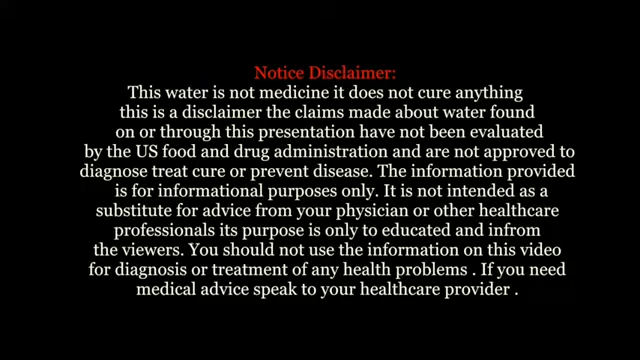 Notice Disclaimer:
This water is not medicine it does not cure anything
this is a disclaimer the claims made about water found
on or through this presentation have not been evaluated
by the US food and drug administration and are not approved to
diagnose treat cure or prevent disease. The information provided
is for informational purposes only. It is not intended as a
substitute for advice from your physician or other healthcare
professionals its purpose is only to educated and infrom
the viewers. You should not use the information on this video
for diagnosis or treatment of any health problems . If you need
medical advice speak to your healthcare provider .